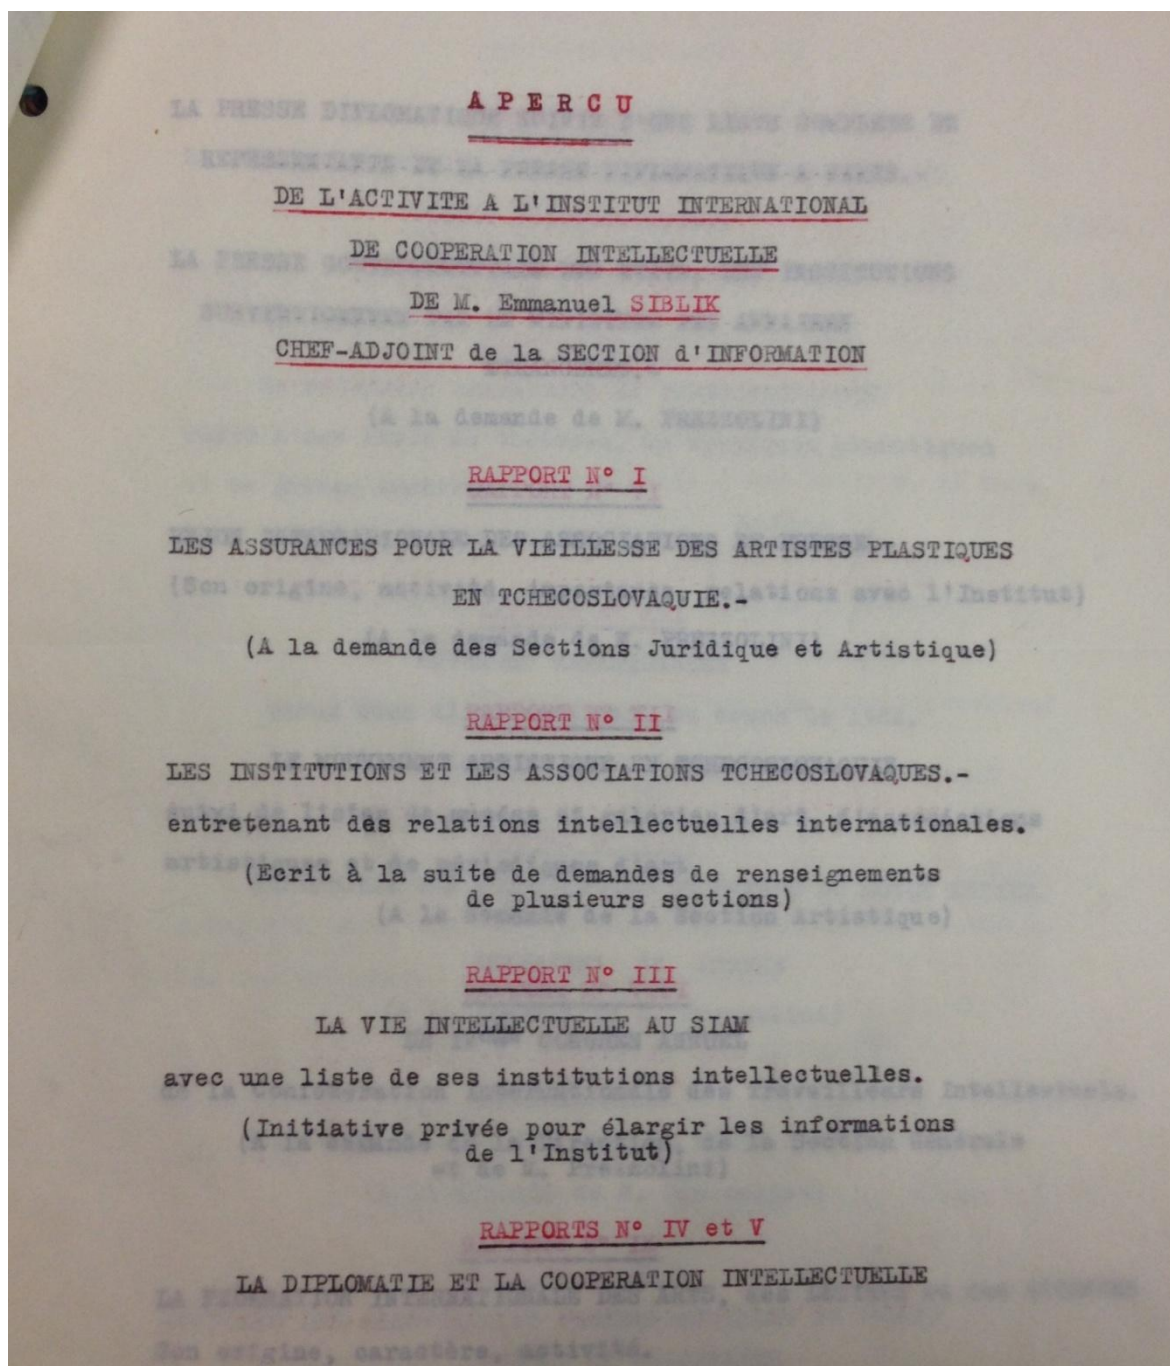 APERCU
DE L'ACTIVITE A L'INSTITUT INTERNATIONAL
DE COOPERATION INTELLECTUELLE
DE M. Emmanuel SIBLIK
CHEF-ADJOINT de la SECTION d'INFORMATION
RAPPORT N° I
LES ASSURANCES POUR LA VIEILLESSE DES ARTISTES PLASTIQUES
EN TCHECOSLOVAQUIE.-
(A la demande des Sections Juridique et Artistique)
RAPPORT N° II
LES INSTITUTIONS ET LES ASSOCIATIONS TCHECOSLOVAQUES.-
entretenant des relations intellectuelles internationales.
(Ecrit à la suite de demandes de renseignements
de plusieurs sections)
RAPPORT N° III
LA VIE INTELLECTUELLE AU SIAM
avec une liste de ses institutions intellectuelles.
(Initiative privée pour élargir les informations
de l'Institut)
RAPPORTS N° IV et V
LA DIPLOMATIE ET LA COOPERATION INTELLECTUELLE